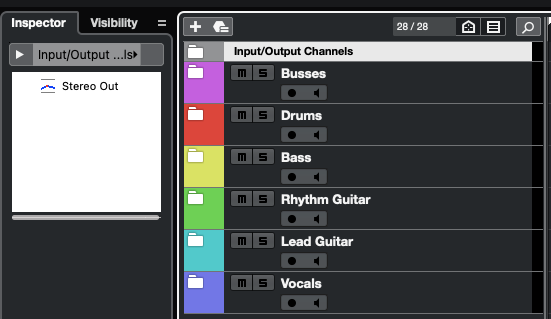 Inspector Visibility
Input/Output ...ls
Stereo Out
28 / 28
Input/Output Channels
m S Busses
m S Drums
m S Bass
m S Rhythm Guitar
m S Lead Guitar
m S Vocals